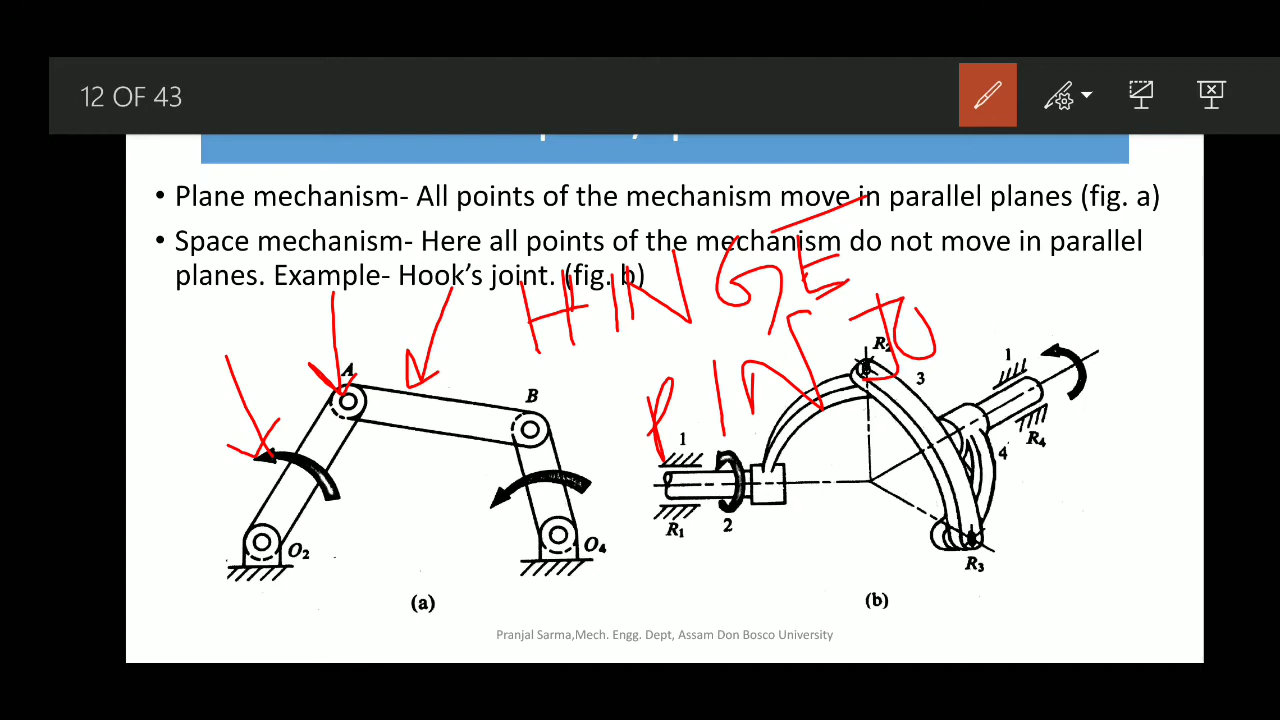 12 OF 43
• Plane mechanism- All points of the mechanism move in parallel planes (fig. a)
• Space mechanism- Here all points of the mechanism do not move in parallel
planes. Example- Hook's joint. (fig. b)
HINGE
PIN JO
A
B
O2
O4
(a)
R2
3
1
R4
4
1
R1
2
R3
(b)
Pranjal Sarma,Mech. Engg. Dept, Assam Don Bosco University